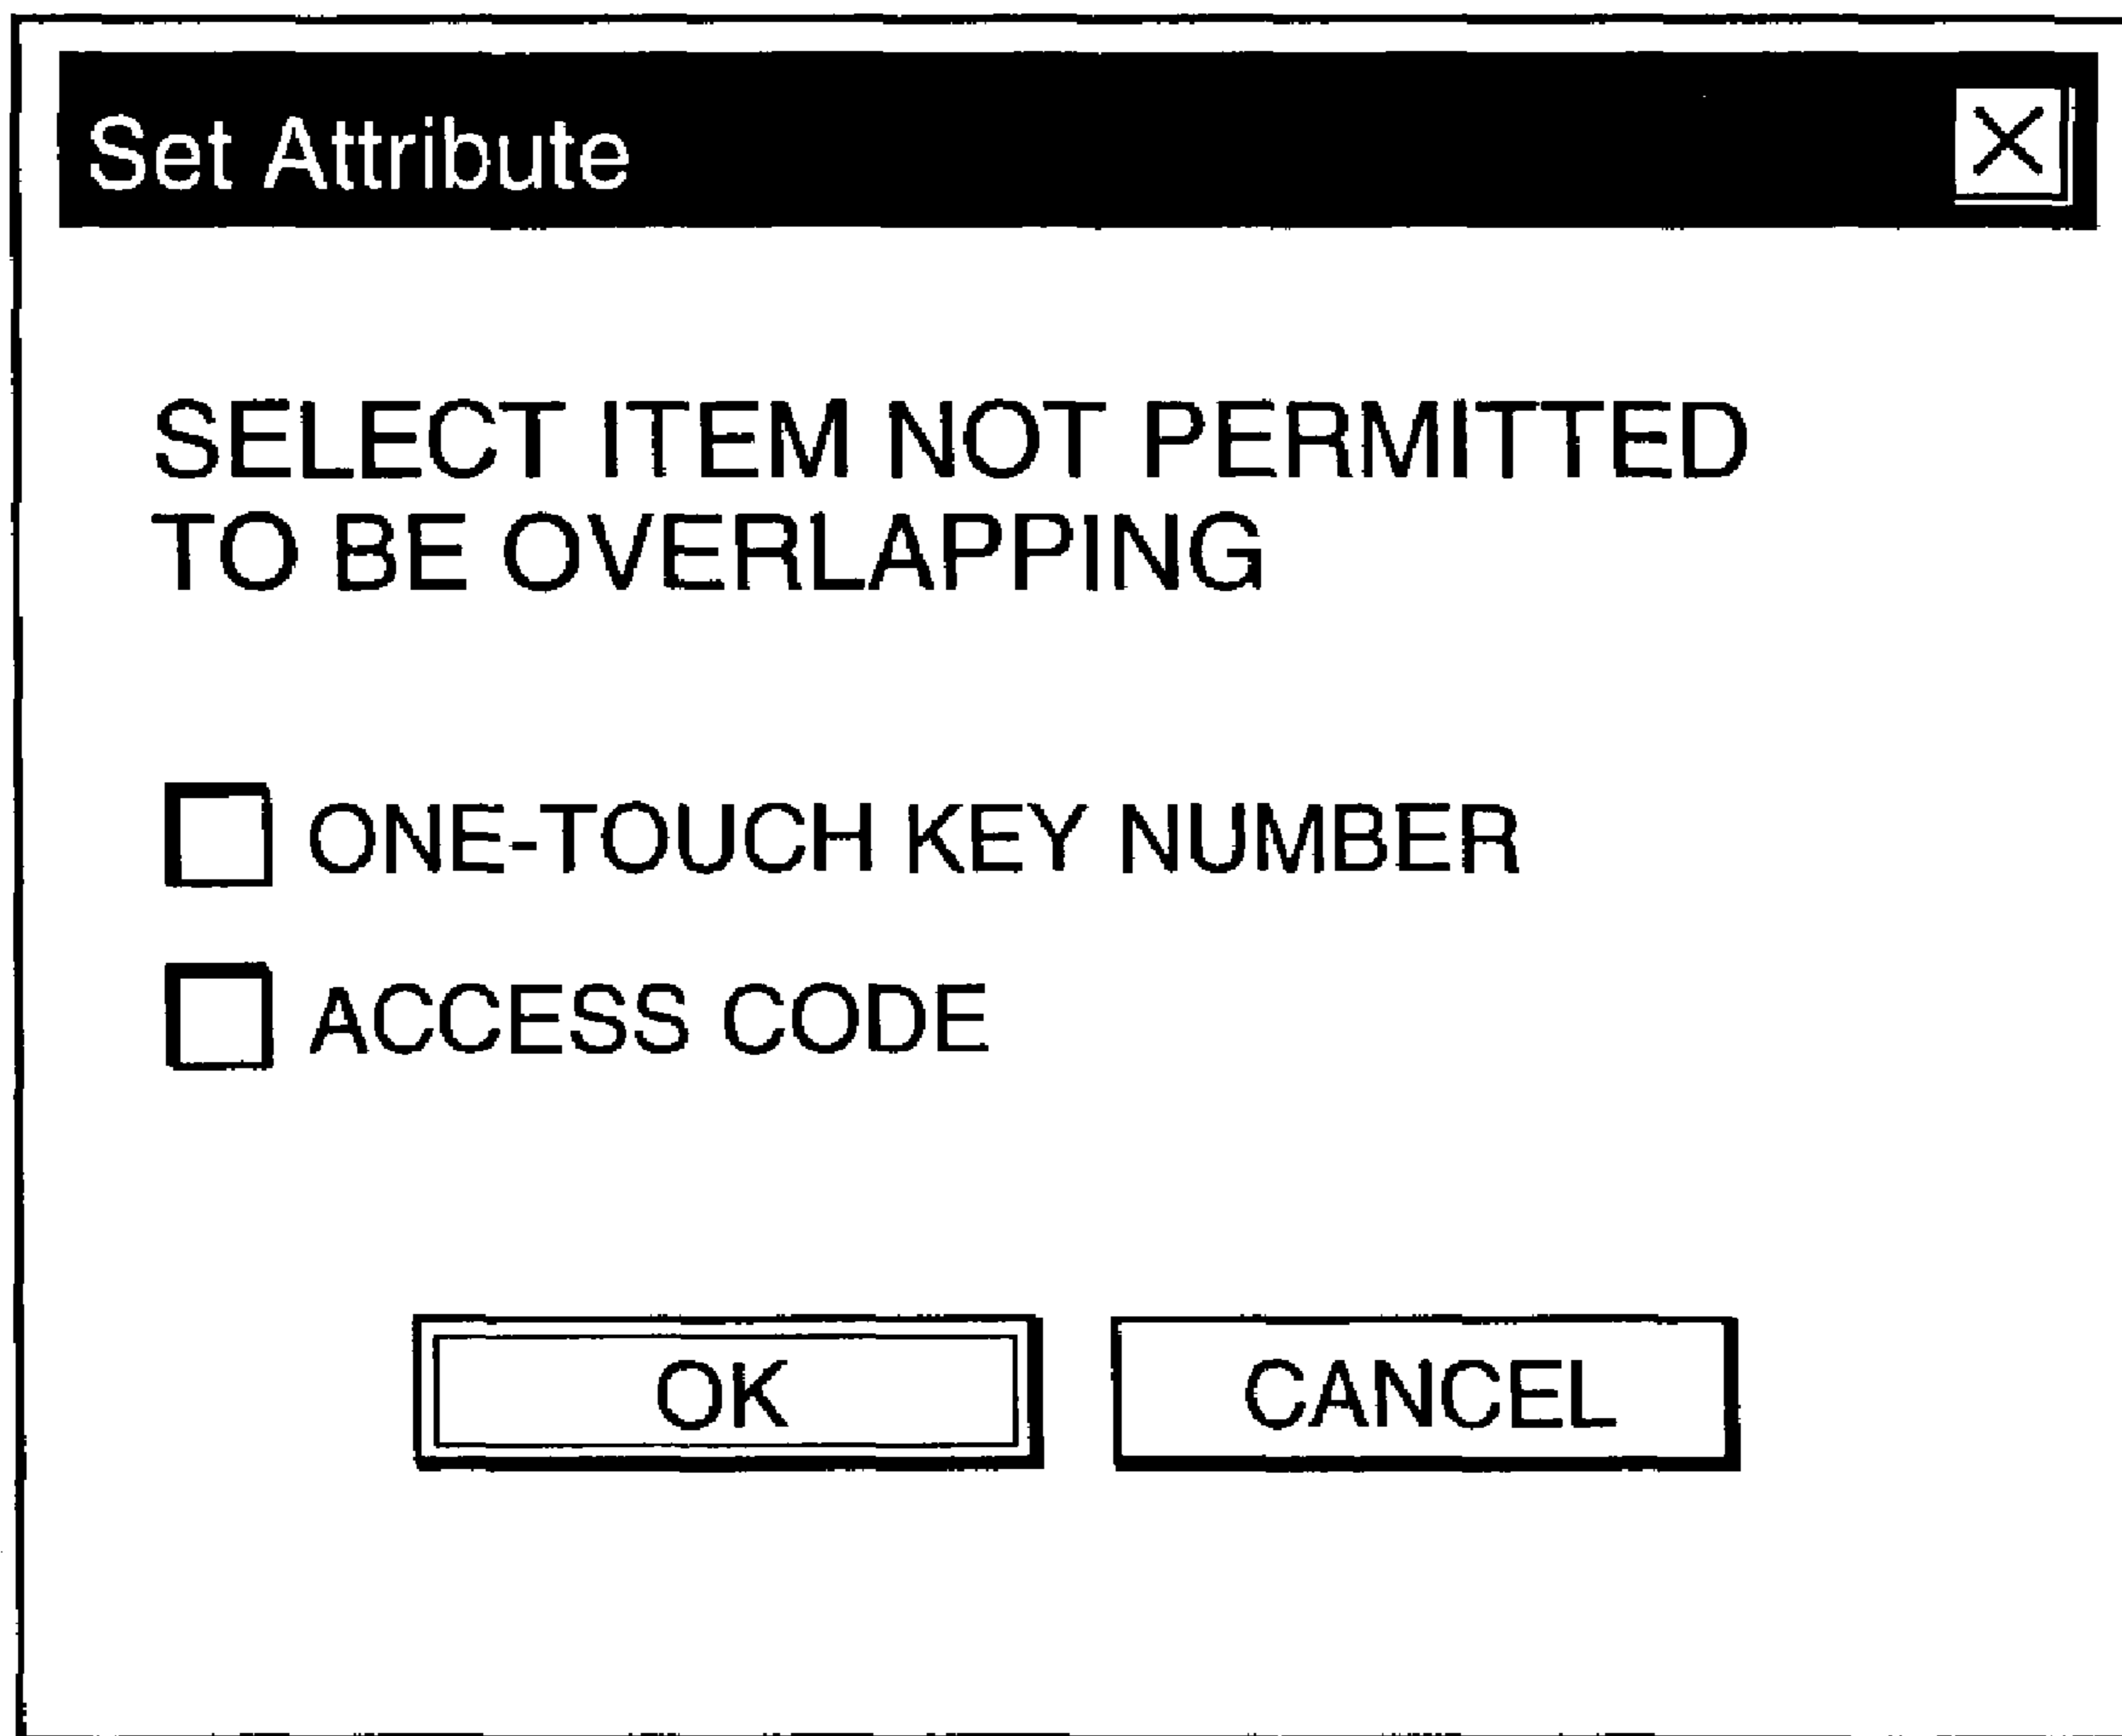 Set Attribute
SELECT ITEM NOT PERMITTED
TO BE OVERLAPPING
ONE-TOUCH KEY NUMBER
ACCESS CODE
OK
CANCEL